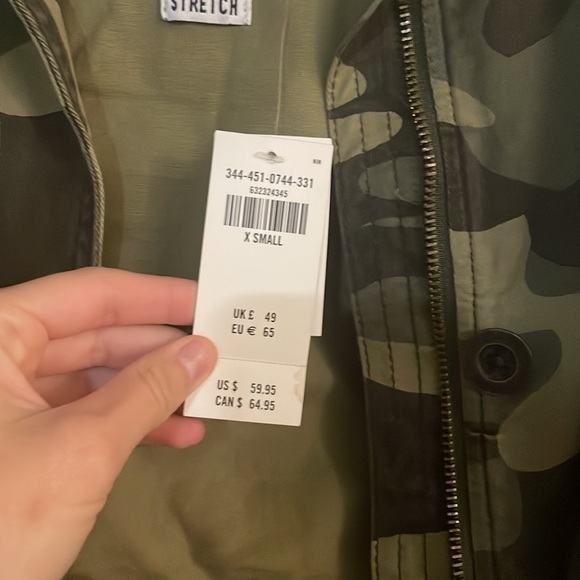 STRETCH
344-451-0744-331
632324345
X SMALL
UK £ 49
EU € 65
US $ 59.95
CAN $ 64.95